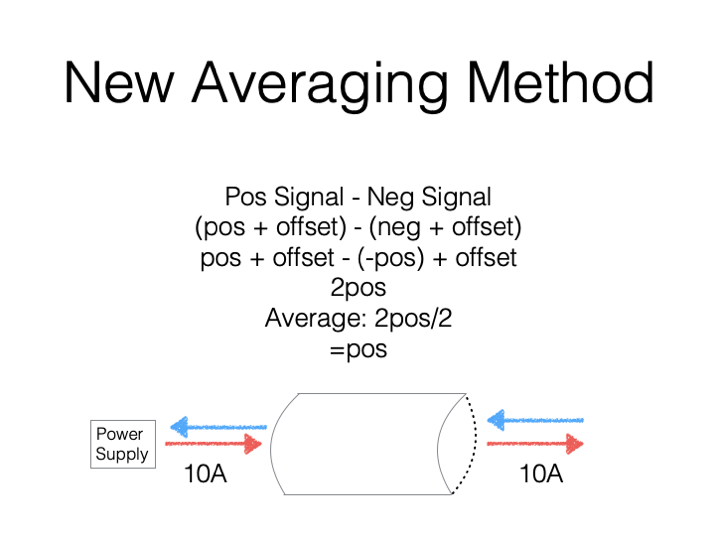 New Averaging Method
Pos Signal - Neg Signal
(pos + offset) - (neg + offset)
pos + offset - (-pos) + offset
2pos
Average: 2pos/2
=pos
Power
Supply
10A
10A